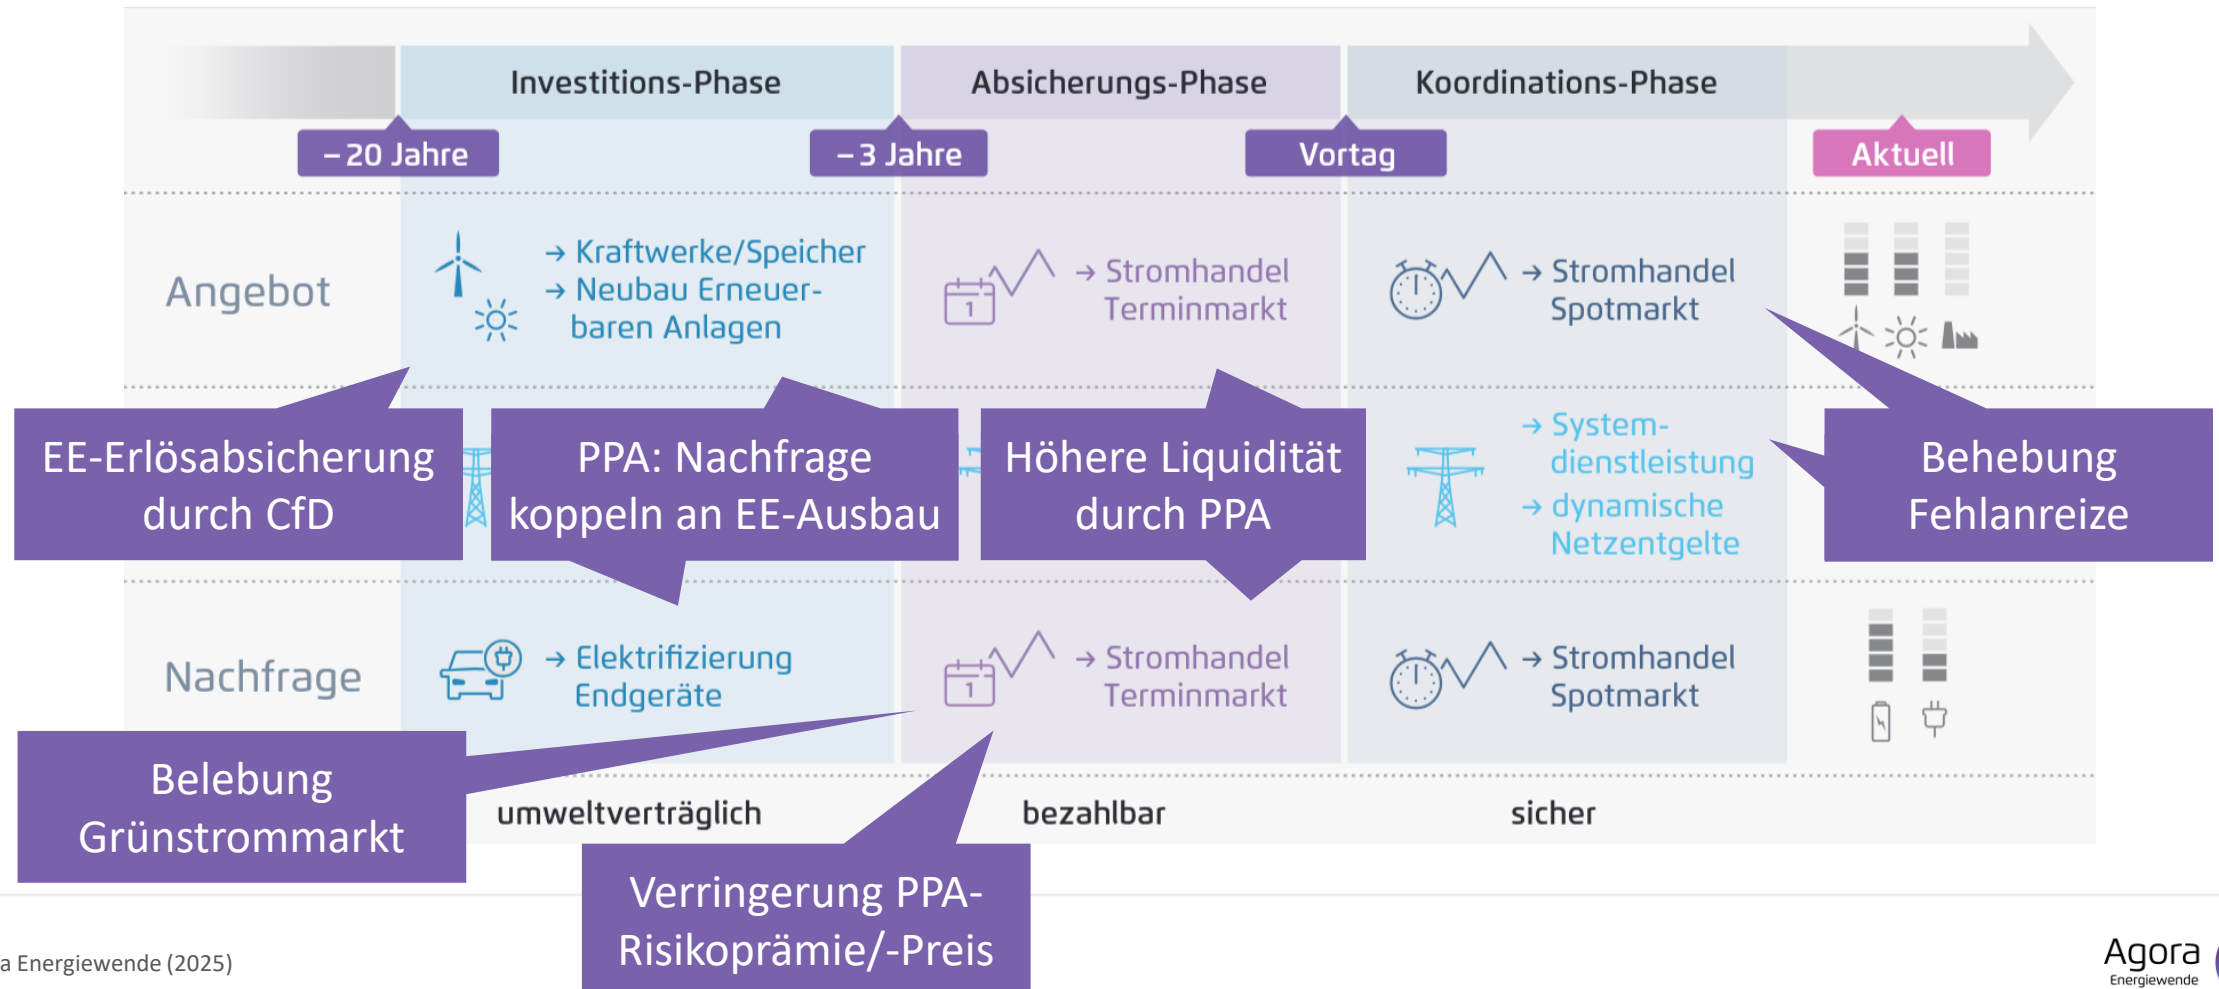 Investitions-Phase
Absicherungs-Phase
Koordinations-Phase
–20 Jahre
–3 Jahre
Vortag
Aktuell
Angebot
→ Kraftwerke/Speicher
→ Neubau Erneuer-
baren Anlagen
1
→ Stromhandel
Terminmarkt
→ Stromhandel
Spotmarkt
EE-Erlösabsicherung
durch CfD
PPA: Nachfrage
koppeln an EE-Ausbau
Höhere Liquidität
durch PPA
→ System-
dienstleistung
→ dynamische
Netzentgelte
Behebung
Fehlanreize
Nachfrage
→ Elektrifizierung
Endgeräte
1
→ Stromhandel
Terminmarkt
→ Stromhandel
Spotmarkt
Belebung
Grünstrommarkt
umweltverträglich
bezahlbar
sicher
Verringerung PPA-
Risikoprämie/-Preis
a Energiewende (2025)
Agora
Energiewende